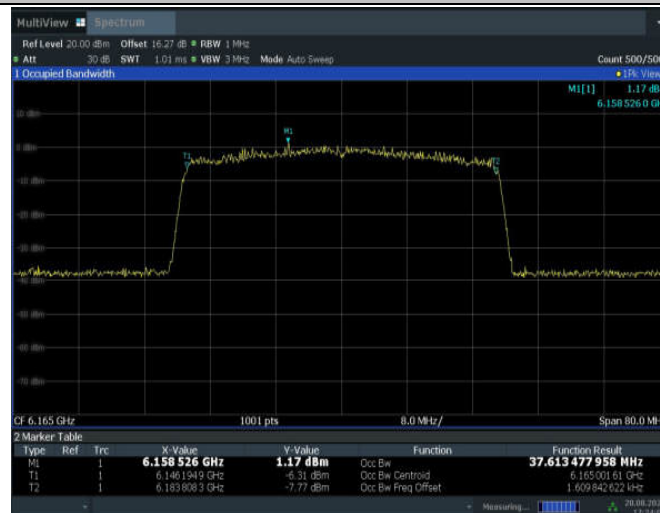 MultiView Spectrum
Ref Level 20.00 dBm Offset 16.27 dB RBW 1 MHz
Att 30 dB SWT 1.01 ms VBW 3 MHz Mode Auto Sweep Count 500/500
1 Occupied Bandwidth 1Pk View
M1[1] 1.17 dB
6.158 526 0 GH
10 dBm
M1
0 dBm
T1
T2
-10 dBm
-20 dBm
-30 dBm
-40 dBm
-50 dBm
-60 dBm
-70 dBm
CF 6.165 GHz 1001 pts 8.0 MHz/ Span 80.0 MH
2 Marker Table
Type Ref Trc X-Value Y-Value Function Function Result
M1 1 6.158 526 GHz 1.17 dBm Occ Bw 37.613 477 958 MHz
T1 1 6.146 194 9 GHz -6.31 dBm Occ Bw Centroid 6.165 001 61 GHz
T2 1 6.183 808 3 GHz -7.77 dBm Occ Bw Freq Offset 1.609 842 622 kHz
Measuring...